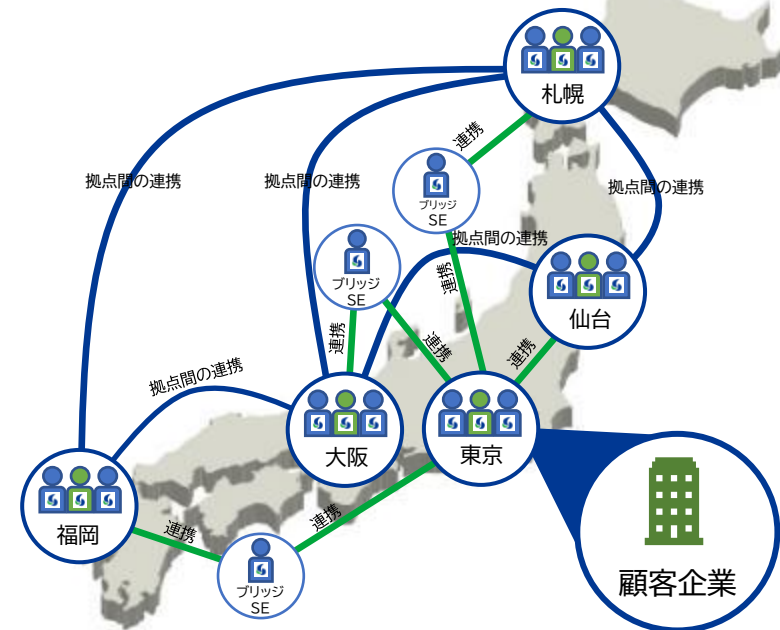 札幌
連携
拠点間の連携
拠点間の連携
拠点間の連携
ブリッジ
SE
拠点間の連携
連携
ブリッジ
SE
仙台
連携
連携
連携
拠点間の連携
大阪
東京
福岡
連携
連携
ブリッジ
SE
顧客企業